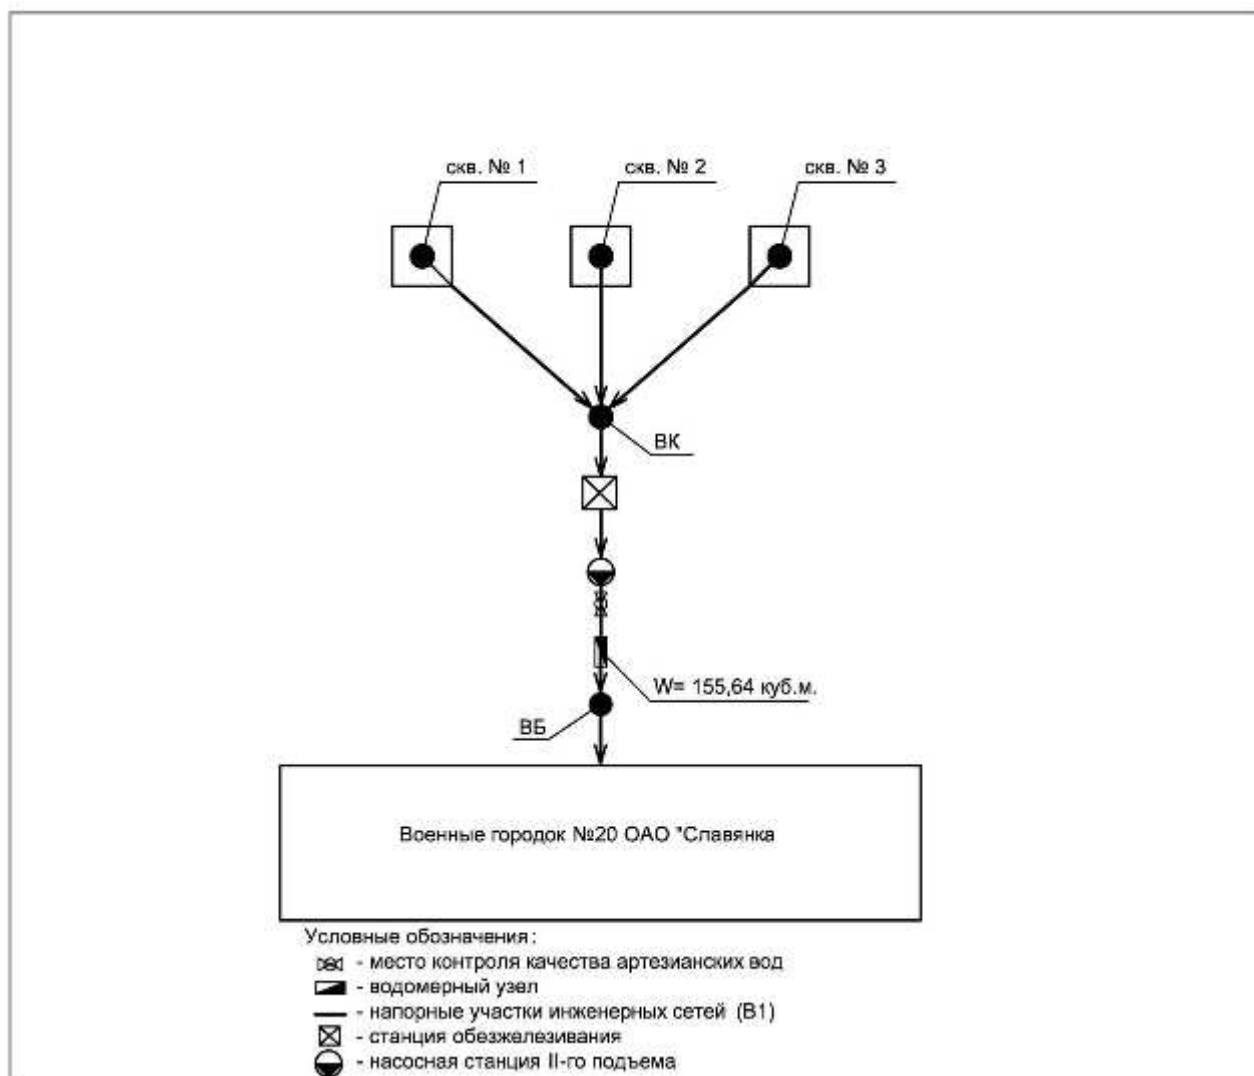 скв. № 1
скв. № 2
скв. № 3
ВК
W= 155,64 куб.м.
ВБ
Военные городок №20 ОАО "Славянка
Условные обозначения:
- место контроля качества артезианских вод
- водомерный узел
- напорные участки инженерных сетей (В1)
- станция обезжелезивания
- насосная станция II-го подъема